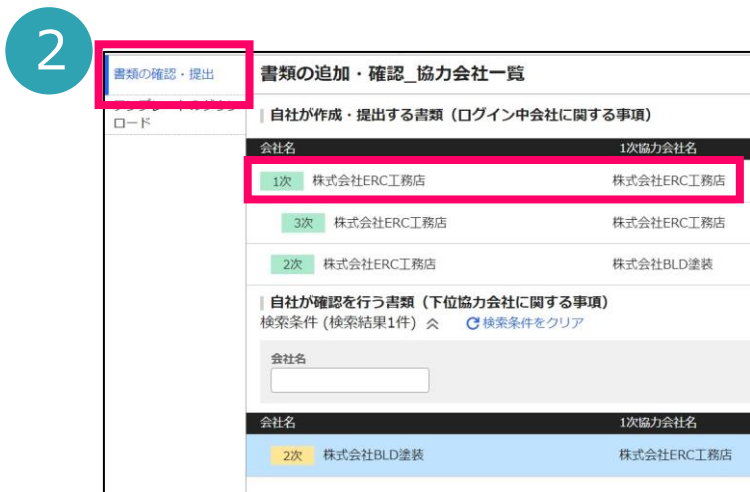 2
書類の確認・提出
ロード
書類の追加・確認_協力会社一覧
自社が作成・提出する書類（ログイン中会社に関する事項）
会社名 1次協力会社名
1次 株式会社ERC工務店 株式会社ERC工務店
3次 株式会社ERC工務店 株式会社ERC工務店
2次 株式会社ERC工務店 株式会社BLD塗装
自社が確認を行う書類（下位協力会社に関する事項）
検索条件 (検索結果1件) 検索条件をクリア
会社名
会社名 1次協力会社名
2次 株式会社BLD塗装 株式会社ERC工務店